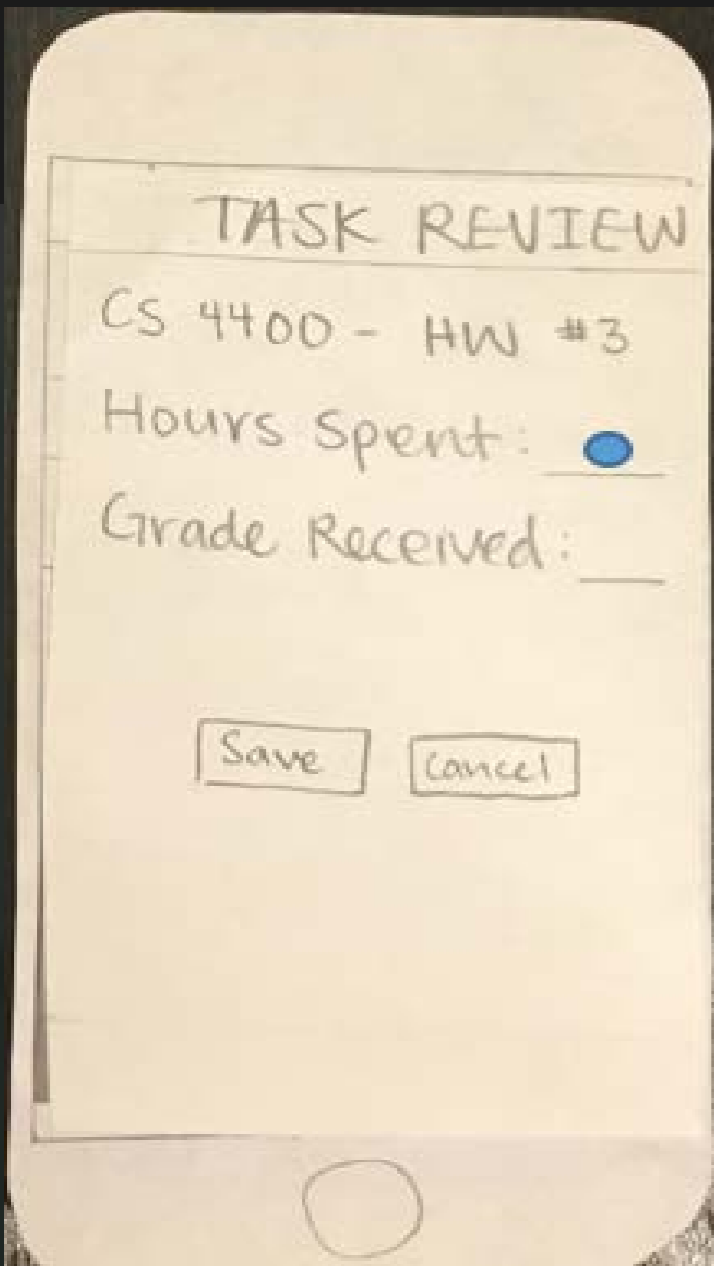 TASK REVIEW
CS 4400 - HW #3
Hours Spent:
Grade Received:
Save Cancel